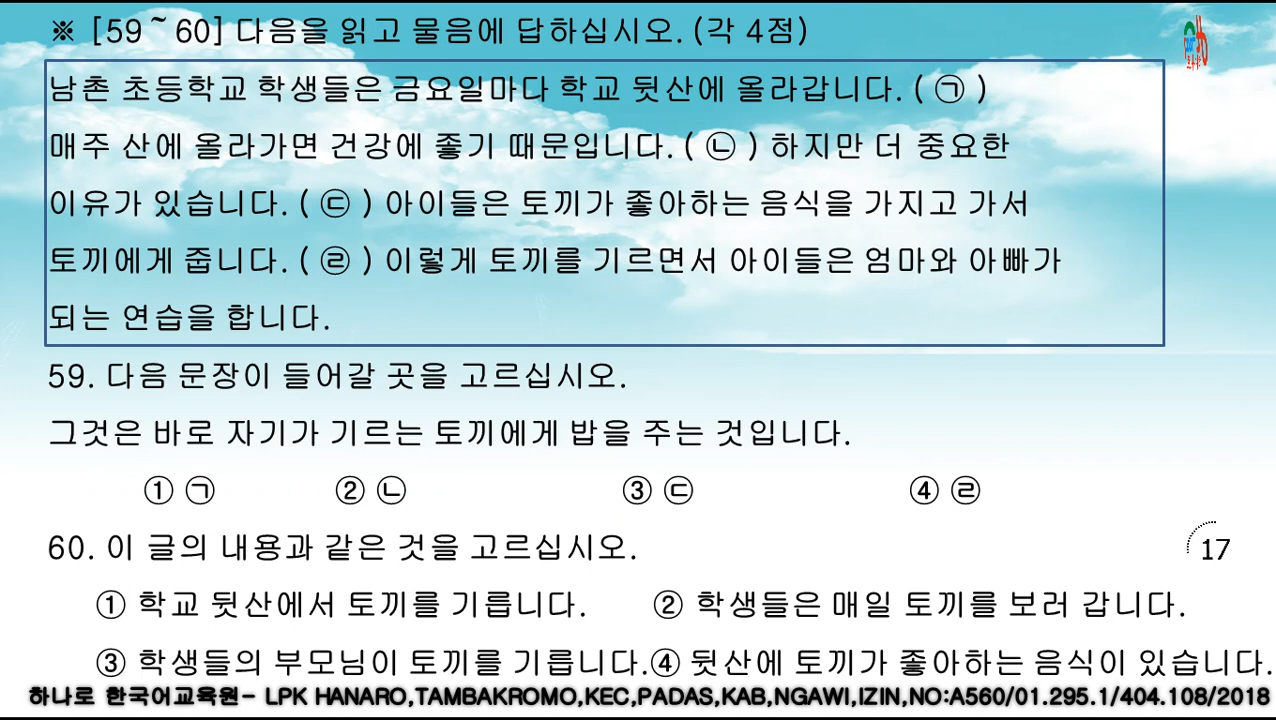 ※ [59 ~ 60] 다음을 읽고 물음에 답하십시오. (각 4점)
남촌 초등학교 학생들은 금요일마다 학교 뒷산에 올라갑니다. ( ㉠ )
매주 산에 올라가면 건강에 좋기 때문입니다. ( ㉡ ) 하지만 더 중요한
이유가 있습니다. ( ㉢ ) 아이들은 토끼가 좋아하는 음식을 가지고 가서
토끼에게 줍니다. ( ㉣ ) 이렇게 토끼를 기르면서 아이들은 엄마와 아빠가
되는 연습을 합니다.
59. 다음 문장이 들어갈 곳을 고르십시오.
그것은 바로 자기가 기르는 토끼에게 밥을 주는 것입니다.
① ㉠ ② ㉡ ③ ㉢ ④ ㉣
60. 이 글의 내용과 같은 것을 고르십시오.
17
① 학교 뒷산에서 토끼를 기릅니다. ② 학생들은 매일 토끼를 보러 갑니다.
③ 학생들의 부모님이 토끼를 기릅니다.④ 뒷산에 토끼가 좋아하는 음식이 있습니다.
하나로 한국어교육원- LPK HANARO,TAMBAKROMO,KEC,PADAS,KAB,NGAWI,IZIN,NO:A560/01.295.1/404.108/2018